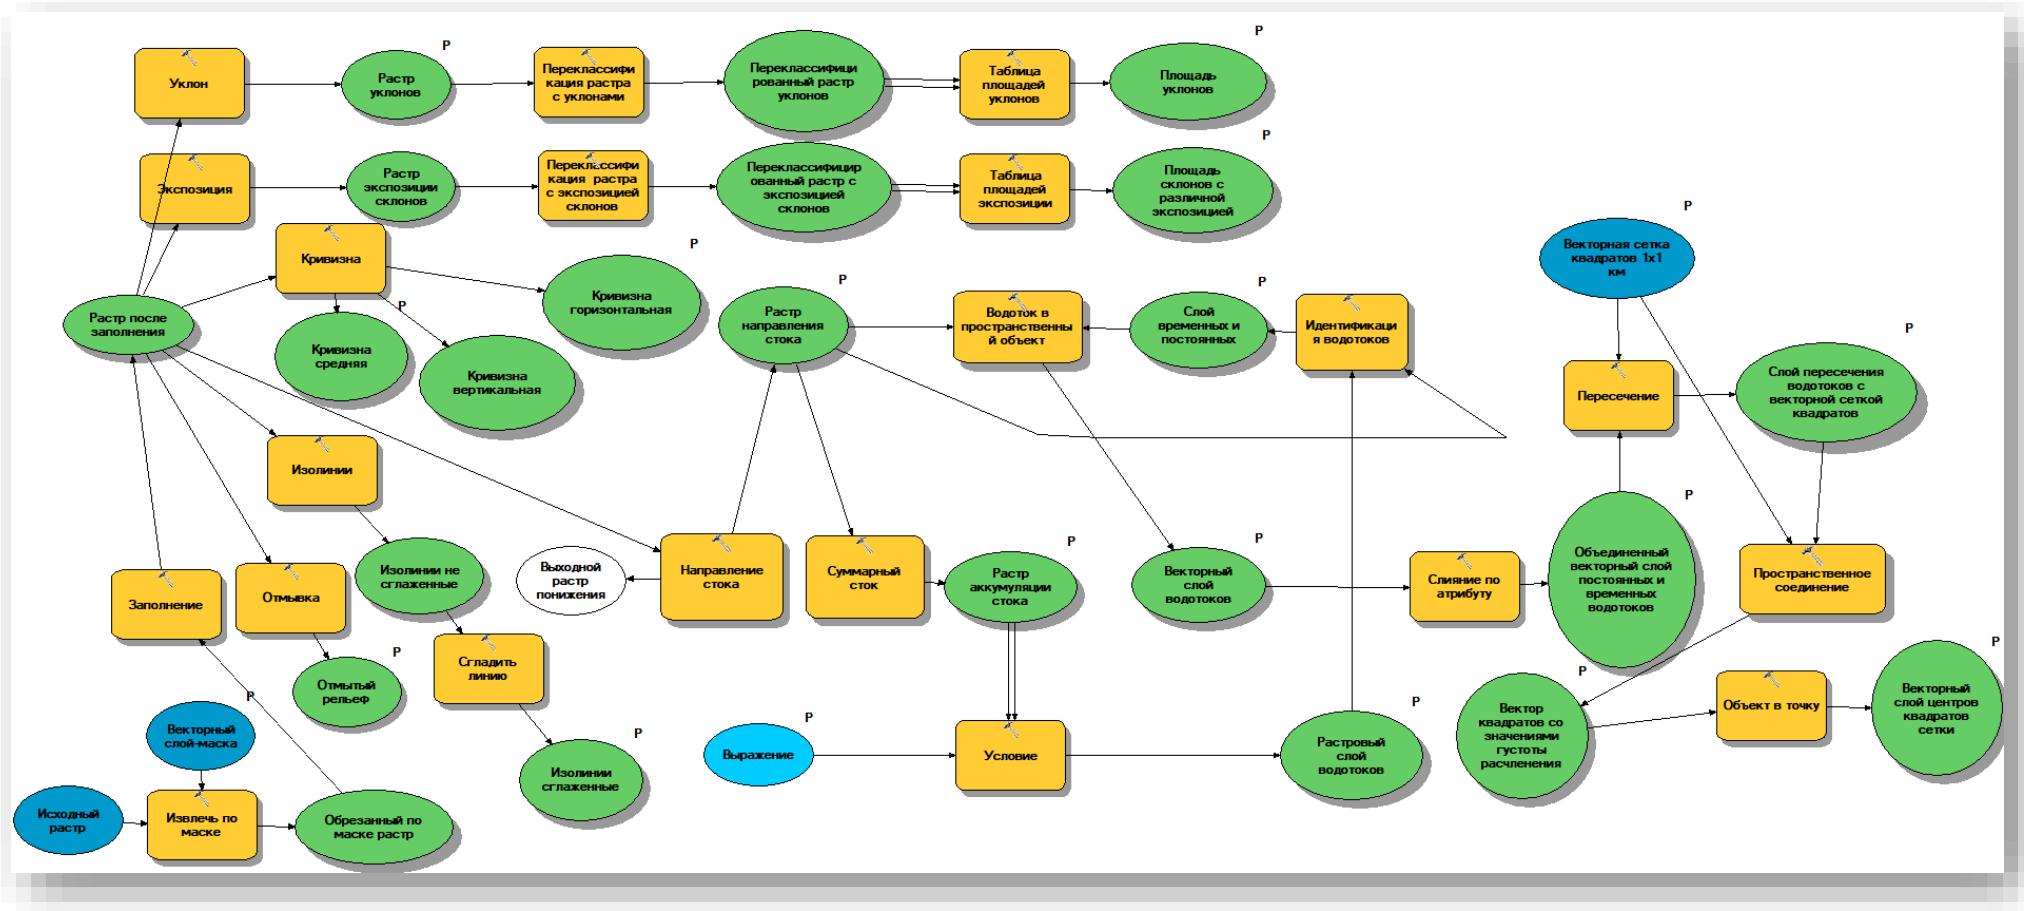 P
P
Уклон
Растр
уклонов
Переклассифи
кация растра
с уклонами
Переклассифици
рованный растр
уклонов
Таблица
площадей
уклонов
Площадь
уклонов
P
Экспозиция
Растр
экспозиции
склонов
Переклассифи
кация растра
с экспозицией
склонов
Переклассифицир
ованный растр с
экспозицией
склонов
Таблица
площадей
экспозиции
Площадь
склонов с
различной
экспозицией
P
Векторная сетка
квадратов 1х1
км
Кривизна
P
Кривизна
горизонтальная
P
Кривизна
средняя
Кривизна
вертикальная
Растр после
заполнения
P
Растр
направления
стока
Водоток в
пространственны
й объект
P
Слой
временных и
постоянных
Идентификаци
я водотоков
Пересечение
P
Слой пересечения
водотоков с
векторной сеткой
квадратов
Изолинии
Изолинии не
сглаженные
Выходной
растр
понижения
Направление
стока
Суммарный
сток
P
Растр
аккумуляции
стока
P
Векторный
слой
водотоков
Слияние по
атрибуту
P
Объединенный
векторный слой
постоянных и
временных
водотоков
Пространственное
соединение
Заполнение
Отмывка
P
Отмытый
рельеф
Сгладить
линию
P
Изолинии
сглаженные
P
Векторный
слой-маска
Исходный
растр
Извлечь по
маске
Обрезанный по
маске растр
P
Выражение
Условие
P
Растровый
слой
водотоков
P
Вектор
квадратов со
значениями
густоты
расчленения
Объект в точку
P
Векторный
слой центров
квадратов
сетки